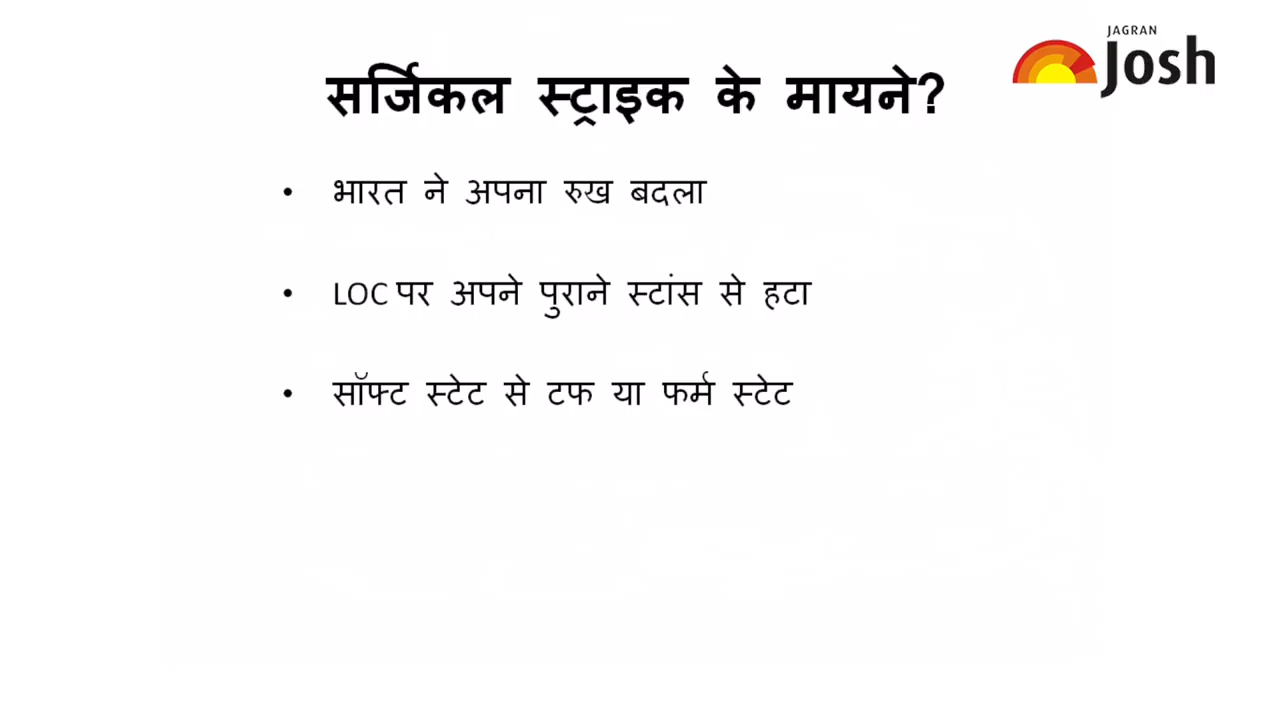 JAGRAN
Josh
सर्जिकल स्ट्राइक के मायने?
• भारत ने अपना रुख बदला
• LOC पर अपने पुराने स्टांस से हटा
• सॉफ्ट स्टेट से टफ या फर्म स्टेट